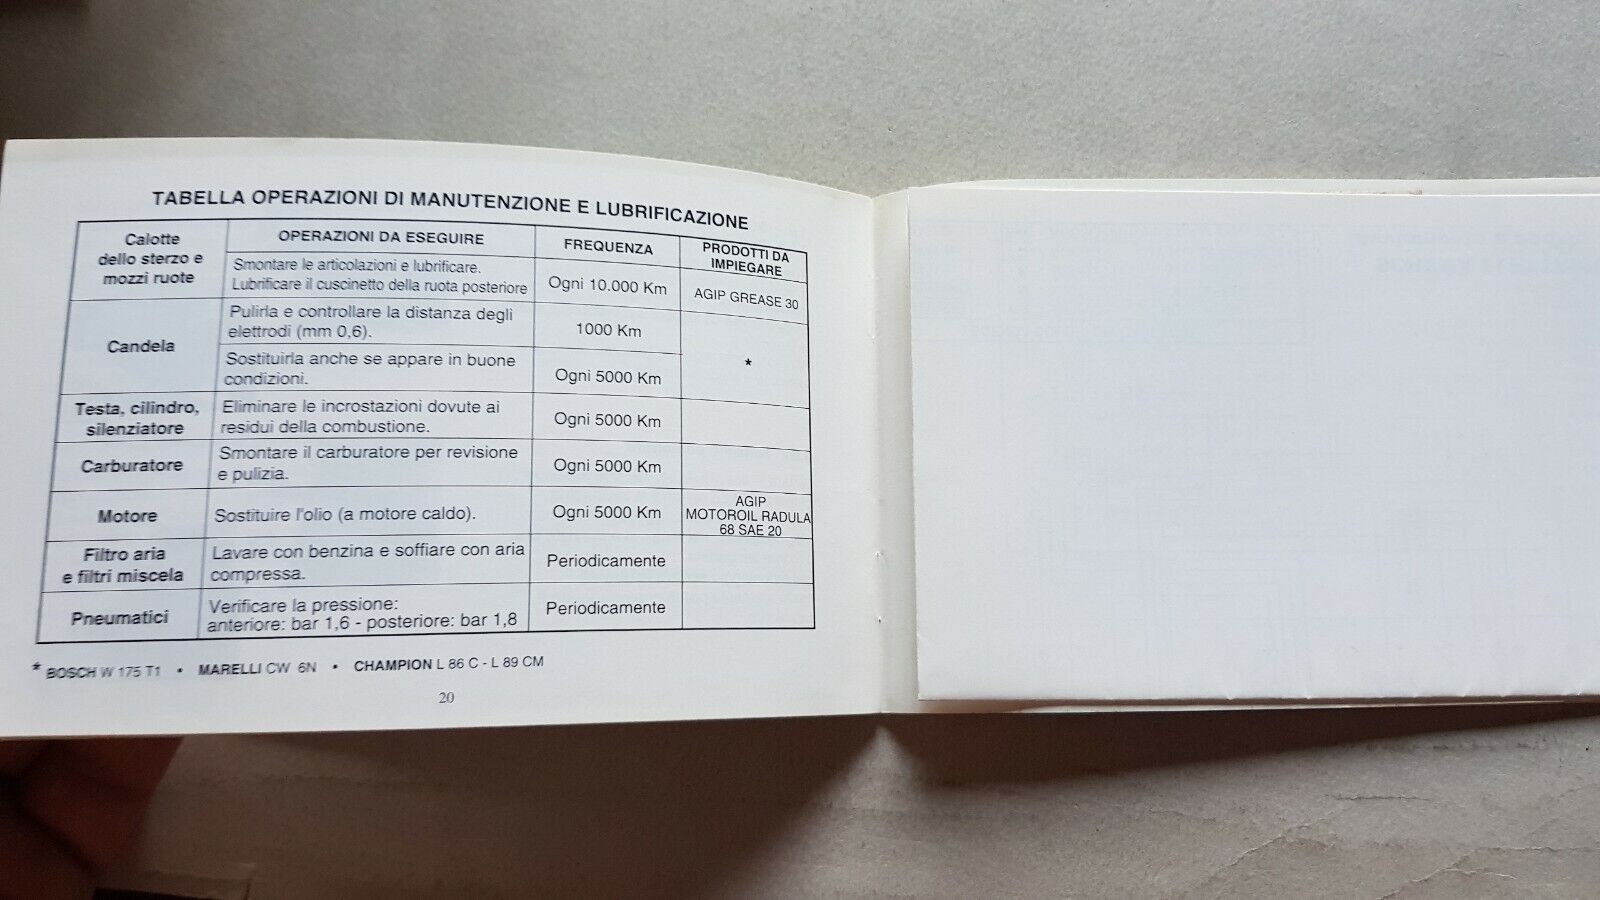 TABELLA OPERAZIONI DI MANUTENZIONE E LUBRIFICAZIONE
Calotte
dello sterzo e
mozzi ruote
OPERAZIONI DA ESEGUIRE
FREQUENZA
PRODOTTI DA
IMPIEGARE
Smontare le articolazioni e lubrificare.
Lubrificare il cuscinetto della ruota posteriore
Ogni 10.000 Km
AGIP GREASE 30
Candela
Pulirla e controllare la distanza degli
elettrodi (mm 0,6).
1000 Km
*
Sostituirla anche se appare in buone
condizioni.
Ogni 5000 Km
Testa, cilindro,
silenziatore
Eliminare le incrostazioni dovute ai
residui della combustione.
Ogni 5000 Km
Carburatore
Smontare il carburatore per revisione
e pulizia.
Ogni 5000 Km
Motore
Sostituire l'olio (a motore caldo).
Ogni 5000 Km
AGIP
MOTOROIL RADULA
68 SAE 20
Filtro aria
e filtri miscela
Lavare con benzina e soffiare con aria
compressa.
Periodicamente
Pneumatici
Verificare la pressione:
anteriore: bar 1,6 - posteriore: bar 1,8
Periodicamente
* BOSCH W 175 T1 • MARELLI CW 6N • CHAMPION L 86 C - L 89 CM
20